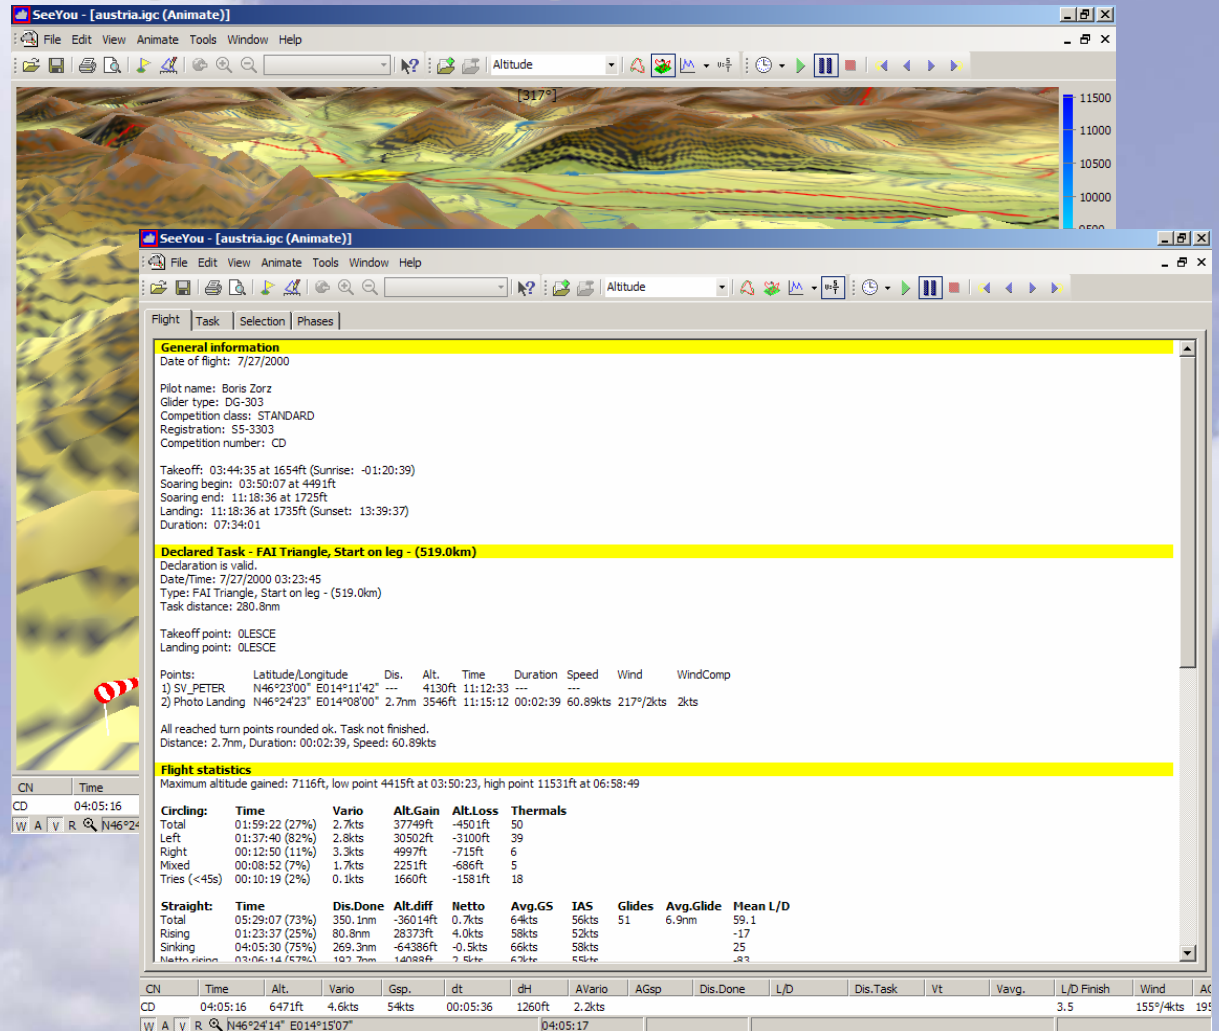 SeeYou - [austria.igc (Animate)]
File Edit View Animate Tools Window Help
Altitude
[317°]
11500
11000
10500
10000
CN Time
CD 04:05:16
W A V R N46°24
SeeYou - [austria.igc (Animate)]
File Edit View Animate Tools Window Help
Altitude
Flight Task Selection Phases
General information
Date of flight: 7/27/2000
Pilot name: Boris Zorz
Glider type: DG-303
Competition class: STANDARD
Registration: S5-3303
Competition number: CD
Takeoff: 03:44:35 at 1654ft (Sunrise: -01:20:39)
Soaring begin: 03:50:07 at 4491ft
Soaring end: 11:18:36 at 1725ft
Landing: 11:18:36 at 1735ft (Sunset: 13:39:37)
Duration: 07:34:01
Declared Task - FAI Triangle, Start on leg - (519.0km)
Declaration is valid.
Date/Time: 7/27/2000 03:23:45
Type: FAI Triangle, Start on leg - (519.0km)
Task distance: 280.8nm
Takeoff point: 0LESCE
Landing point: 0LESCE
Points: Latitude/Longitude Dis. Alt. Time Duration Speed Wind WindComp
1) SV_PETER N46°23'00" E014°11'42" --- 4130ft 11:12:33 --- ---
2) Photo Landing N46°24'23" E014°08'00" 2.7nm 3546ft 11:15:12 00:02:39 60.89kts 217°/2kts 2kts
All reached turn points rounded ok. Task not finished.
Distance: 2.7nm, Duration: 00:02:39, Speed: 60.89kts
Flight statistics
Maximum altitude gained: 7116ft, low point 4415ft at 03:50:23, high point 11531ft at 06:58:49
Circling: Time Vario Alt.Gain Alt.Loss Thermals
Total 01:59:22 (27%) 2.7kts 37749ft -4501ft 50
Left 01:37:40 (82%) 2.8kts 30502ft -3100ft 39
Right 00:12:50 (11%) 3.3kts 4997ft -715ft 6
Mixed 00:08:52 (7%) 1.7kts 2251ft -686ft 5
Tries (<45s) 00:10:19 (2%) 0.1kts 1660ft -1581ft 18
Straight: Time Dis.Done Alt.diff Netto Avg.GS IAS Glides Avg.Glide Mean L/D
Total 05:29:07 (73%) 350.1nm -36014ft 0.7kts 64kts 56kts 51 6.9nm 59.1
Rising 01:23:37 (25%) 80.8nm 28373ft 4.0kts 58kts 52kts -17
Sinking 04:05:30 (75%) 269.3nm -64386ft -0.5kts 66kts 58kts 25
Netto rising 03:06:14 (57%) 192.7nm 14088ft 2.5kts 62kts 55kts -83
CN Time Alt. Vario Gsp. dt dH AVario AGsp Dis.Done L/D Dis.Task Vt Vavg. L/D Finish Wind AC
CD 04:05:16 6471ft 4.6kts 54kts 00:05:36 1260ft 2.2kts 3.5 155°/4kts 195
W A V R N46°24'14" E014°15'07" 04:05:17